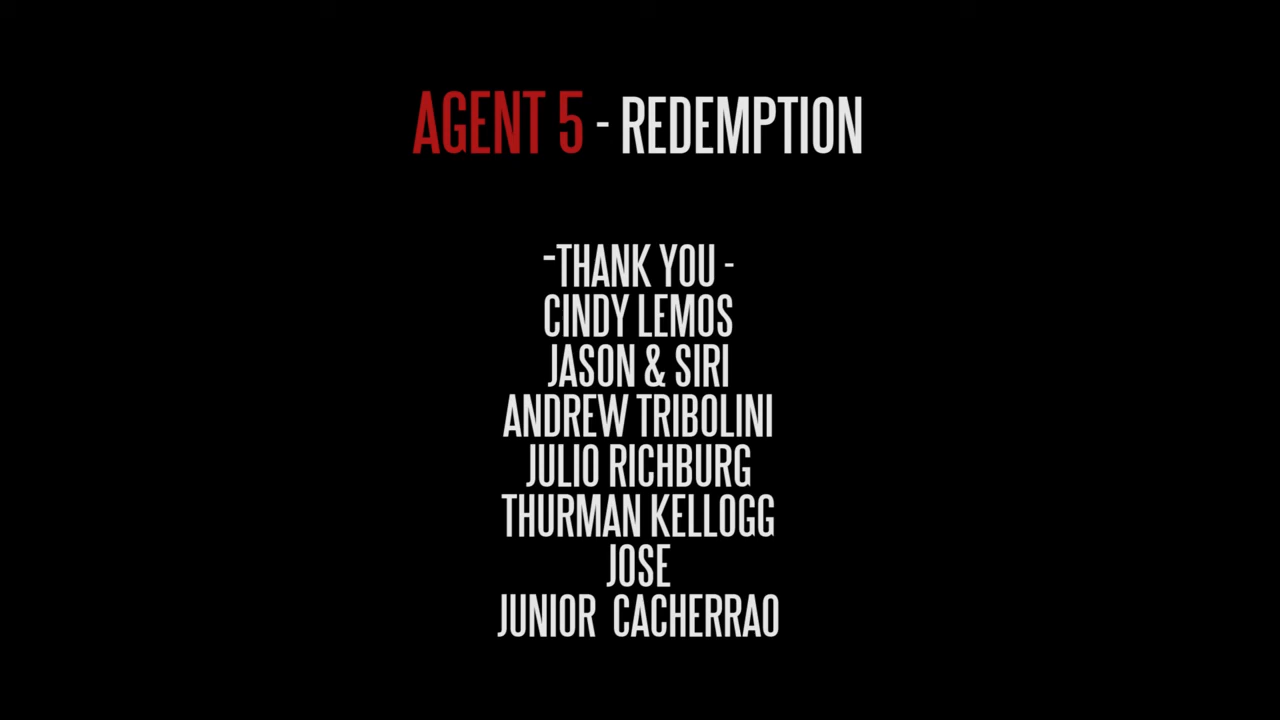 AGENT 5 - REDEMPTION
-THANK YOU -
CINDY LEMOS
JASON & SIRI
ANDREW TRIBOLINI
JULIO RICHBURG
THURMAN KELLOGG
JOSE
JUNIOR  CACHERRAO